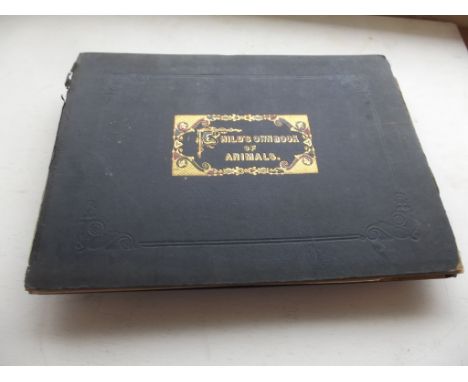 CHILD'S OWN BOOK
OF
ANIMALS.